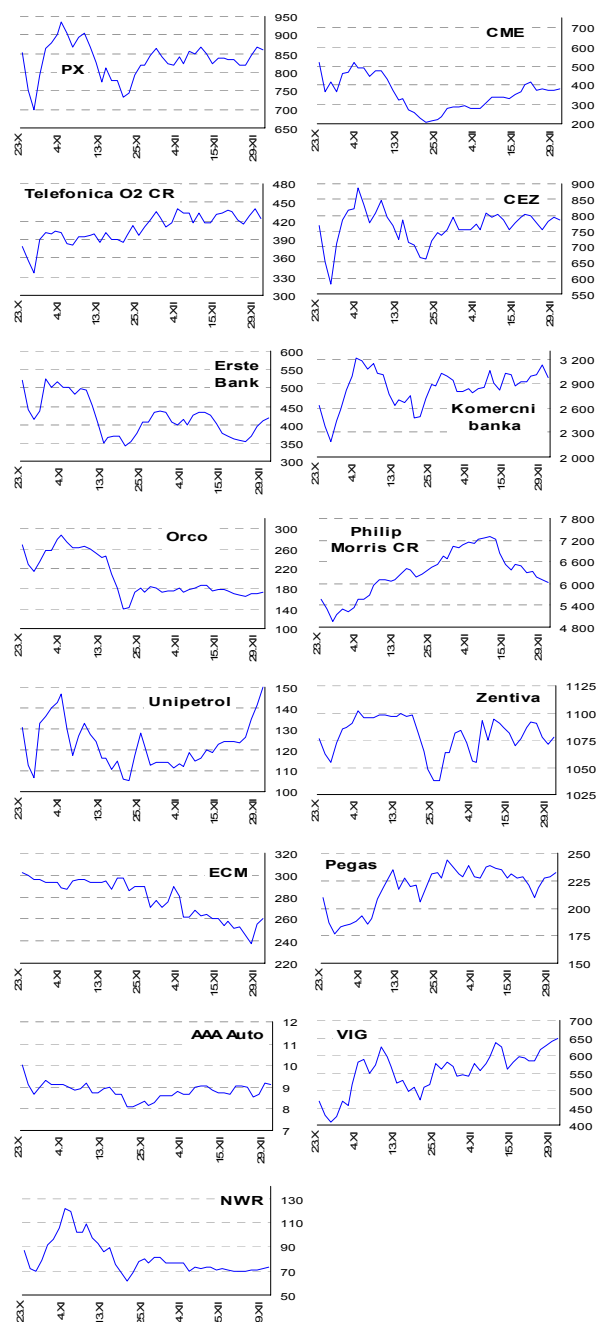 PX
950
900
850
800
750
700
650
23.X 4.XI 13.XI 25.XI 4.XII 15.XII 29.XII
CME
700
600
500
400
300
200
23.X 4.XI 13.XI 25.XI 4.XII 15.XII 29.XII
Telefonica O2 CR
480
450
420
390
360
330
300
23.X 4.XI 13.XI 25.XI 4.XII 15.XII 29.XII
CEZ
900
850
800
750
700
650
600
550
23.X 4.XI 13.XI 25.XI 4.XII 15.XII 29.XII
Erste
Bank
600
550
500
450
400
350
300
23.X 4.XI 13.XI 25.XI 4.XII 15.XII 29.XII
Komercni
banka
3 200
2 900
2 600
2 300
2 000
23.X 4.XI 13.XI 25.XI 4.XII 15.XII 29.XII
Orco
300
260
220
180
140
100
23.X 4.XI 13.XI 25.XI 4.XII 15.XII 29.XII
Philip
Morris CR
7 800
7 200
6 600
6 000
5 400
4 800
23.X 4.XI 13.XI 25.XI 4.XII 15.XII 29.XII
Unipetrol
150
140
130
120
110
100
23.X 4.XI 13.XI 25.XI 4.XII 15.XII 29.XII
Zentiva
1125
1100
1075
1050
1025
23.X 4.XI 13.XI 25.XI 4.XII 15.XII 29.XII
ECM
320
300
280
260
240
220
23.X 4.XI 13.XI 25.XI 4.XII 15.XII 29.XII
Pegas
250
225
200
175
150
23.X 4.XI 13.XI 25.XI 4.XII 15.XII 29.XII
AAA Auto
12
11
10
9
8
7
23.X 4.XI 13.XI 25.XI 4.XII 15.XII 29.XII
VIG
700
650
600
550
500
450
400
23.X 4.XI 13.XI 25.XI 4.XII 15.XII 29.XII
NWR
130
110
90
70
50
23.X 4.XI 13.XI 25.XI 4.XII 15.XII 9.XII